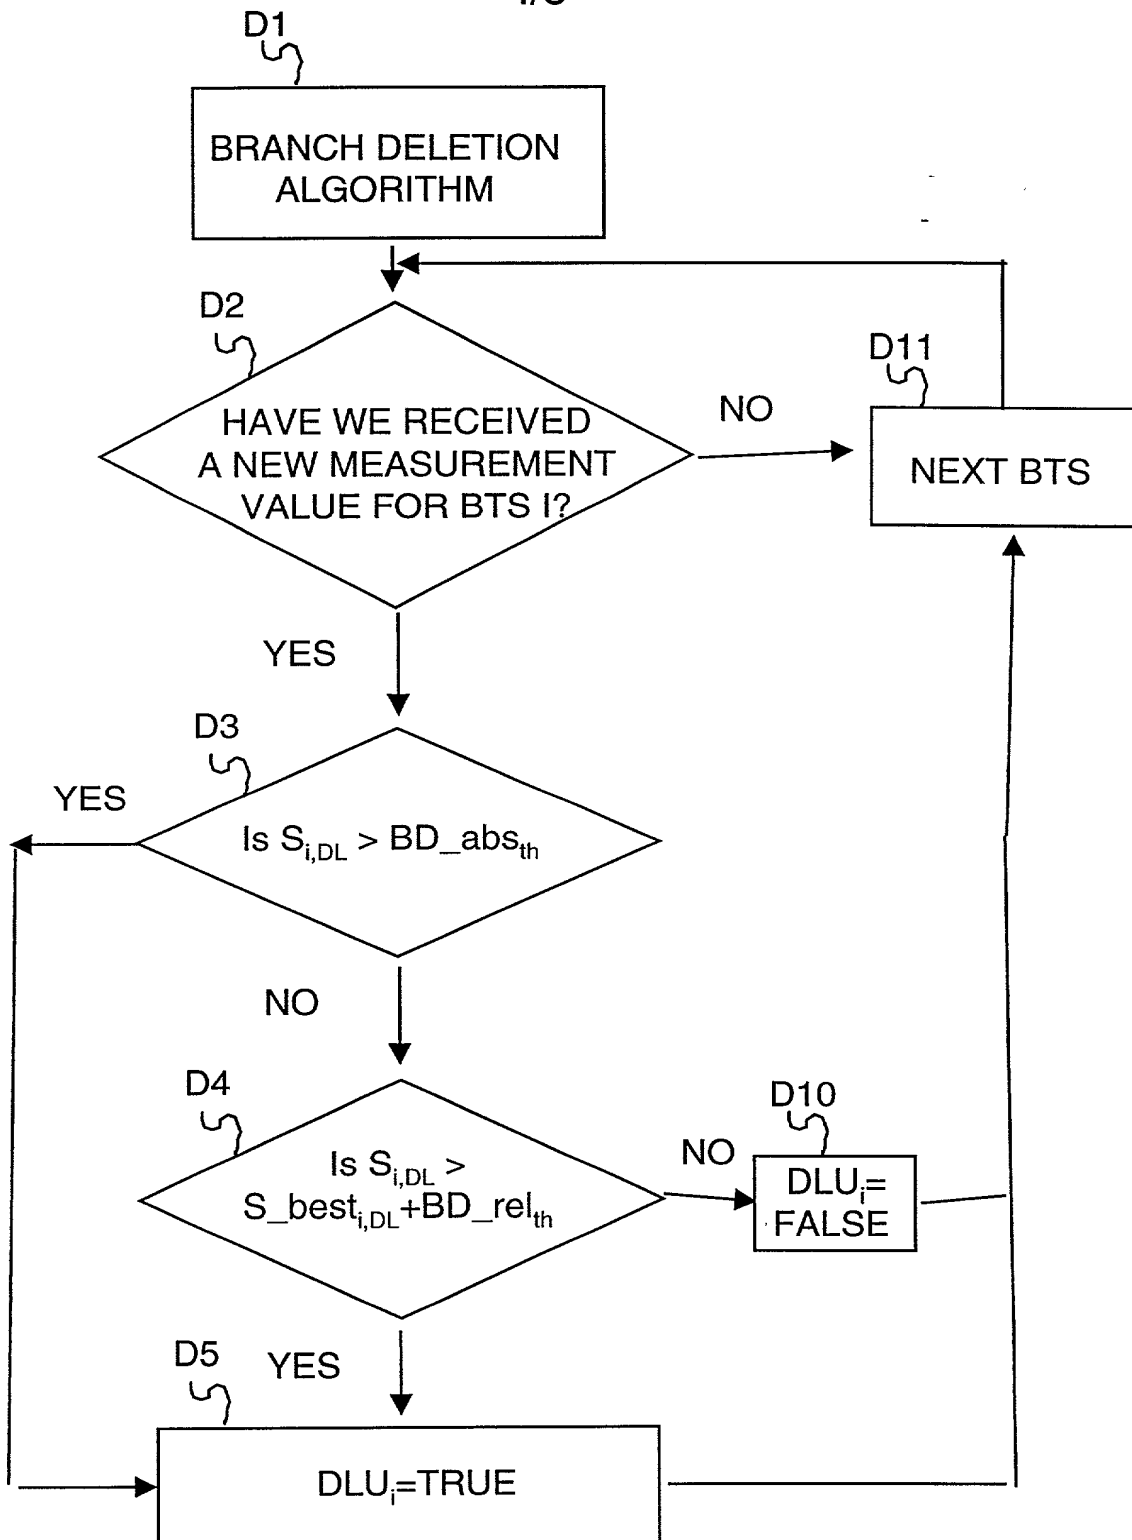 D1
BRANCH DELETION
ALGORITHM
D2
HAVE WE RECEIVED
A NEW MEASUREMENT
VALUE FOR BTS I?
NO
D11
NEXT BTS
YES
D3
YES
Is S_{i,DL} > BD_abs_{th}
NO
D4
Is S_{i,DL} >
S_best_{i,DL}+BD_rel_{th}
NO
D10
DLU_i=
FALSE
D5
YES
DLU_i=TRUE